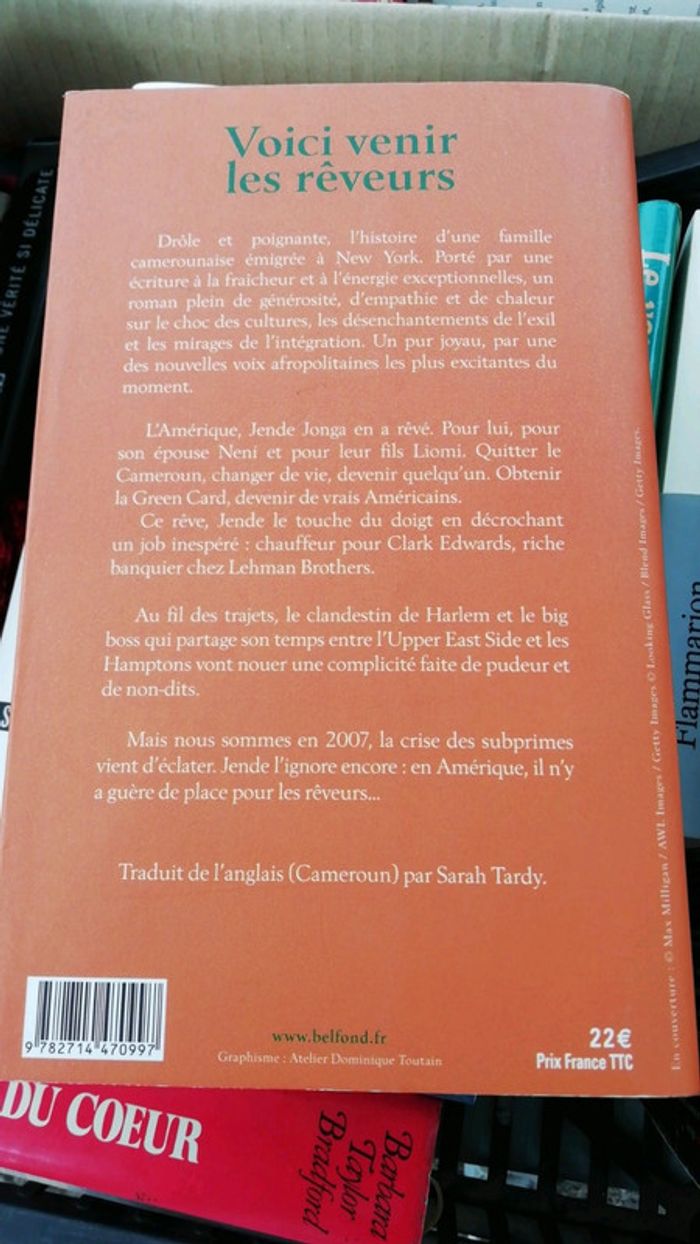 Voici venir
les rêveurs
Drôle et poignante, l'histoire d'une famille
camerounaise émigrée à New York. Porté par une
écriture à la fraîcheur et à l'énergie exceptionnelles, un
roman plein de générosité, d'empathie et de chaleur
sur le choc des cultures, les désenchantements de l'exil
et les mirages de l'intégration. Un pur joyau, par une
des nouvelles voix afropolitaines les plus excitantes du
moment.
L'Amérique, Jende Jonga en a rêvé. Pour lui, pour
son épouse Neni et pour leur fils Liomi. Quitter le
Cameroun, changer de vie, devenir quelqu'un. Obtenir
la Green Card, devenir de vrais Américains.
Ce rêve, Jende le touche du doigt en décrochant
un job inespéré : chauffeur pour Clark Edwards, riche
banquier chez Lehman Brothers.
Au fil des trajets, le clandestin de Harlem et le big
boss qui partage son temps entre l'Upper East Side et les
Hamptons vont nouer une complicité faite de pudeur et
de non-dits.
Mais nous sommes en 2007, la crise des subprimes
vient d'éclater. Jende l'ignore encore : en Amérique, il n'y
a guère de place pour les rêveurs...
Traduit de l'anglais (Cameroun) par Sarah Tardy.
9 782714 470997
www.belfond.fr
Graphisme : Atelier Dominique Toutain
22€
Prix France TTC
En couverture : © Max Milligan / AWL Images / Getty Images © Looking Glass / Blend Images / Getty Images.
UNE VÉRITÉ SI DÉLICATE
Le
Flammarion
DU COEUR
Barbara
Taylor
Bradford